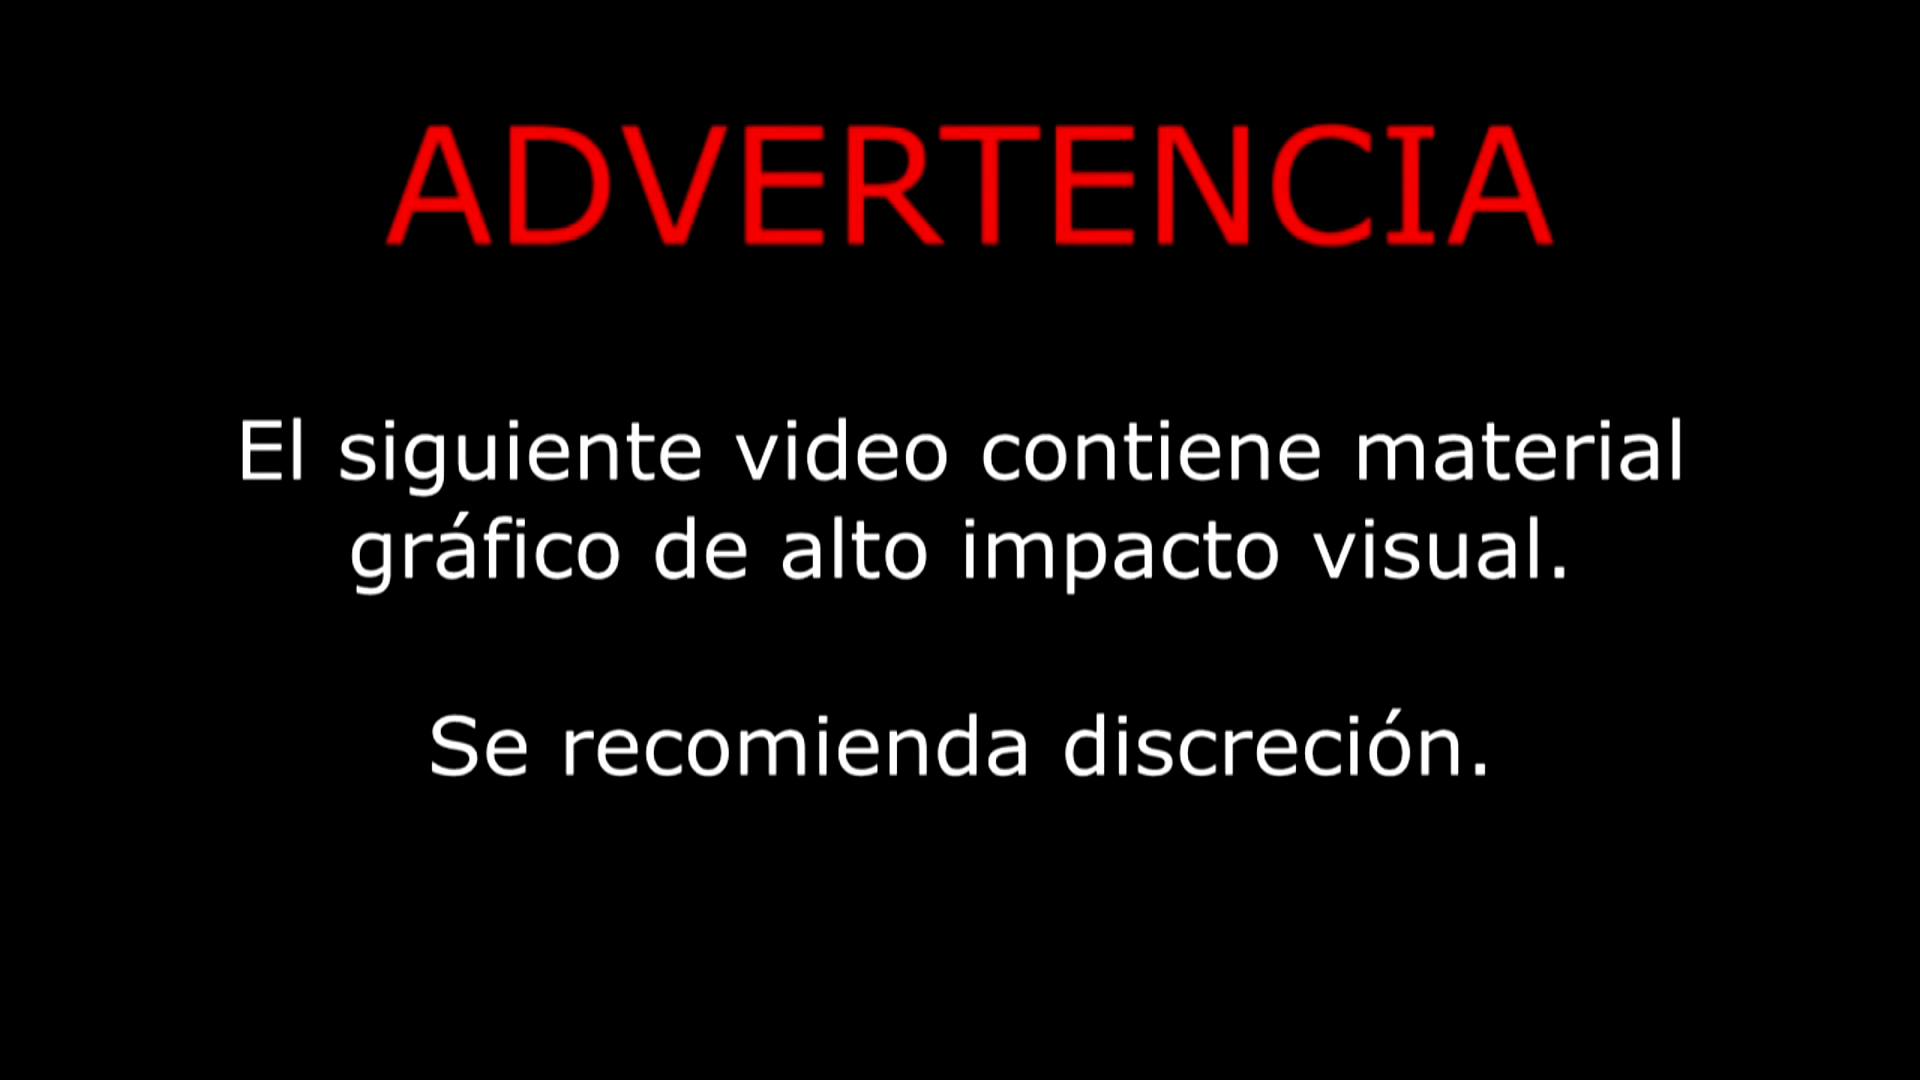 ADVERTENCIA
El siguiente video contiene material
gráfico de alto impacto visual.
Se recomienda discreción.